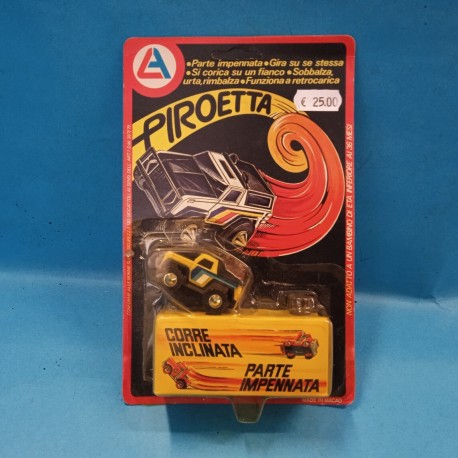 • Parte impennata • Gira su se stessa
• Si corica su un fianco • Sobbalza,
urta, rimbalza • Funziona a retrocarica
€ 25.00
PIROETTA
NON ADATTO A UN BAMBINO DI ETÀ INFERIORE AI 36 MESI
CORRE
INCLINATA
PARTE
IMPENNATA
MADE IN MACAO